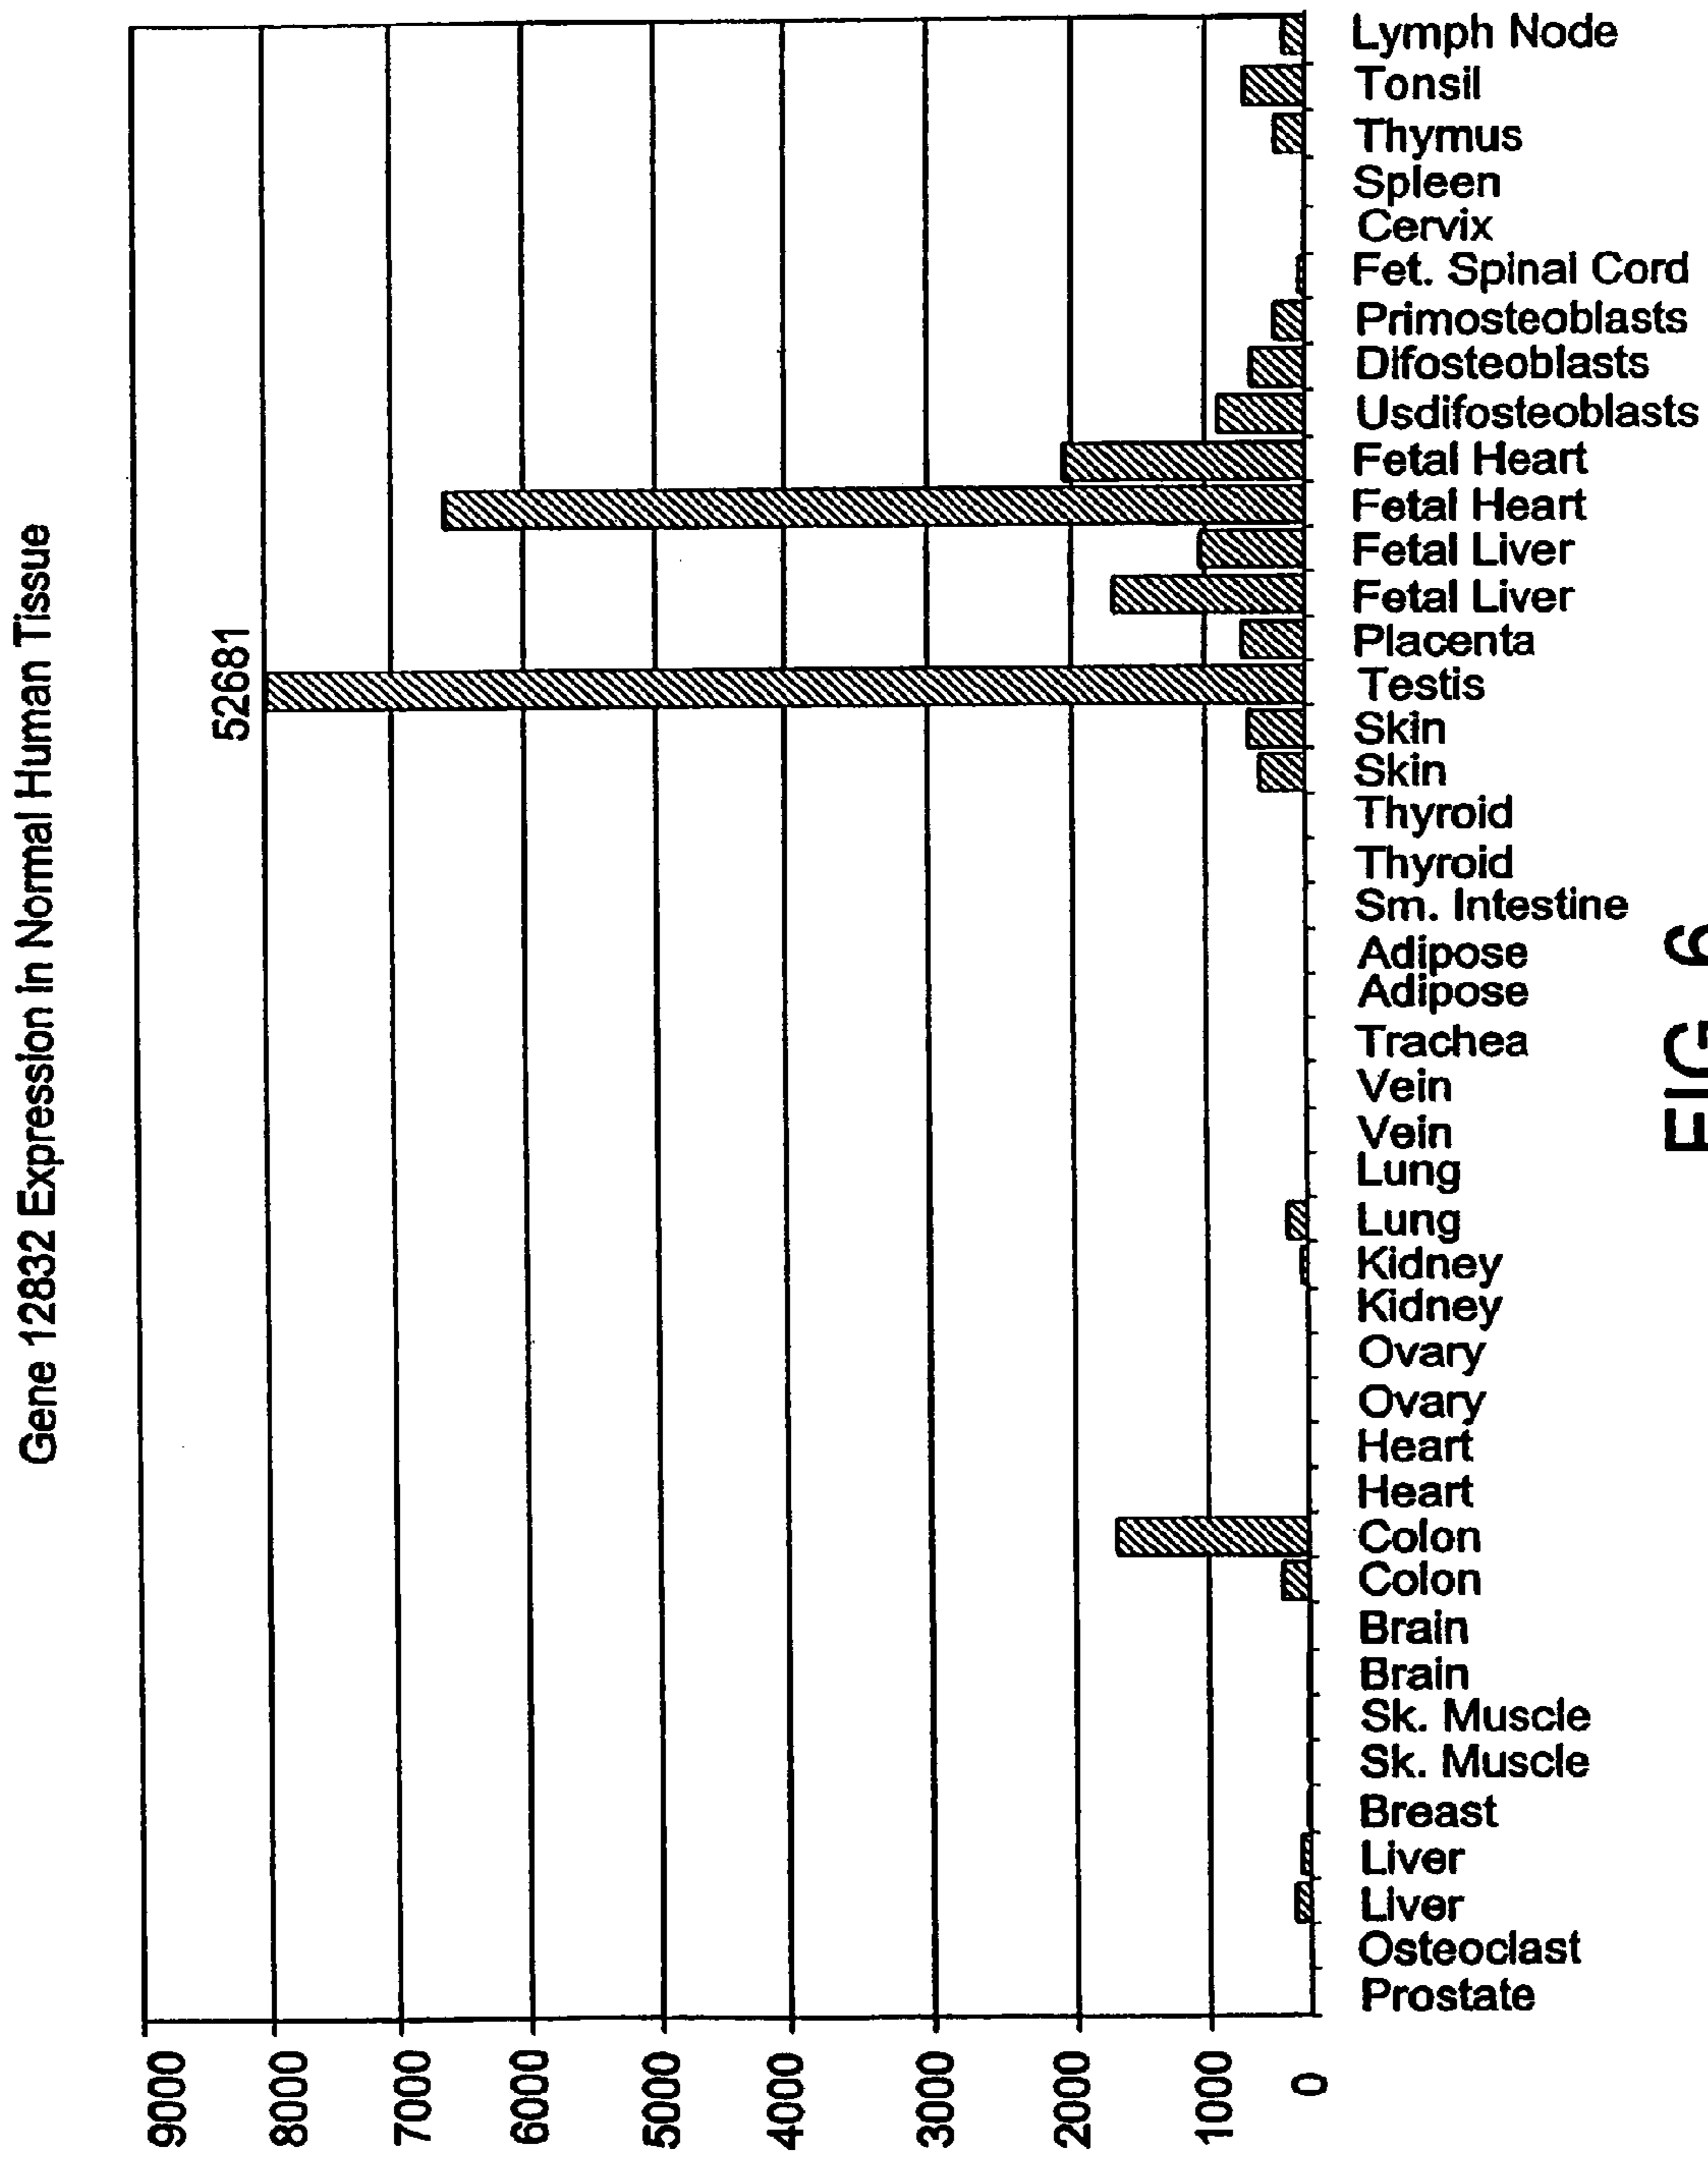 Gene 12832 Expression in Normal Human Tissue
9000
8000
7000
6000
5000
4000
3000
2000
1000
0
52681
Prostate
Osteoclast
Liver
Liver
Breast
Sk. Muscle
Sk. Muscle
Brain
Brain
Colon
Colon
Heart
Heart
Ovary
Ovary
Kidney
Kidney
Lung
Lung
Vein
Vein
Trachea
Adipose
Adipose
Sm. Intestine
Thyroid
Thyroid
Skin
Skin
Testis
Placenta
Fetal Liver
Fetal Liver
Fetal Heart
Fetal Heart
Usdifosteoblasts
Difosteoblasts
Primosteoblasts
Fet. Spinal Cord
Cervix
Spleen
Thymus
Tonsil
Lymph Node